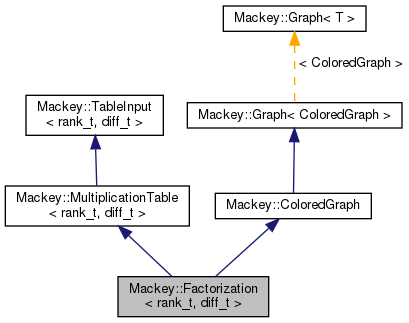 Mackey::Graph< T >
< ColoredGraph >
Mackey::TableInput
< rank_t, diff_t >
Mackey::Graph< ColoredGraph >
Mackey::MultiplicationTable
< rank_t, diff_t >
Mackey::ColoredGraph
Mackey::Factorization
< rank_t, diff_t >